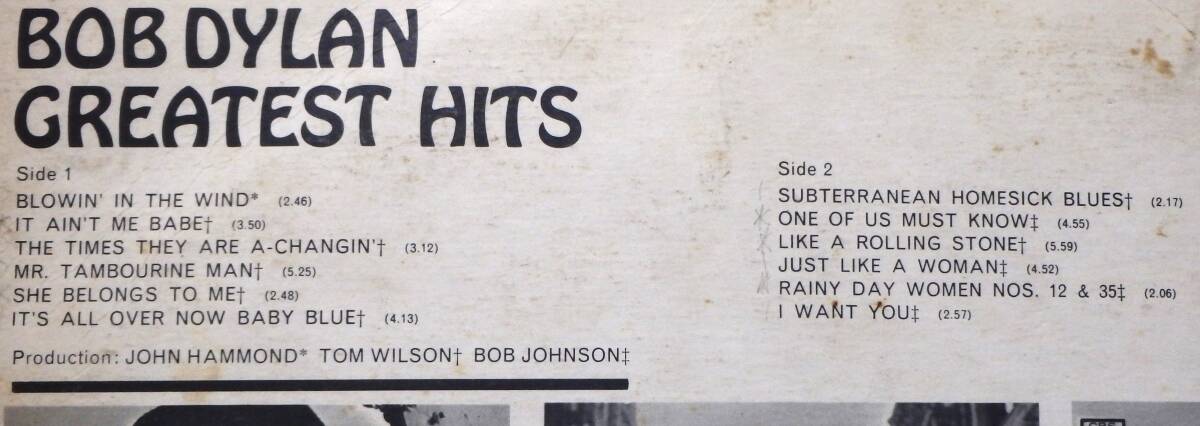 BOB DYLAN
GREATEST HITS
Side 1
BLOWIN' IN THE WIND* (2.46)
IT AIN'T ME BABE† (3.50)
THE TIMES THEY ARE A-CHANGIN'† (3.12)
MR. TAMBOURINE MAN† (5.25)
SHE BELONGS TO ME† (2.48)
IT'S ALL OVER NOW BABY BLUE† (4.13)
Side 2
SUBTERRANEAN HOMESICK BLUES† (2.17)
ONE OF US MUST KNOW‡ (4.55)
LIKE A ROLLING STONE† (5.59)
JUST LIKE A WOMAN‡ (4.52)
RAINY DAY WOMEN NOS. 12 & 35‡ (2.06)
I WANT YOU‡ (2.57)
Production: JOHN HAMMOND* TOM WILSON† BOB JOHNSON‡